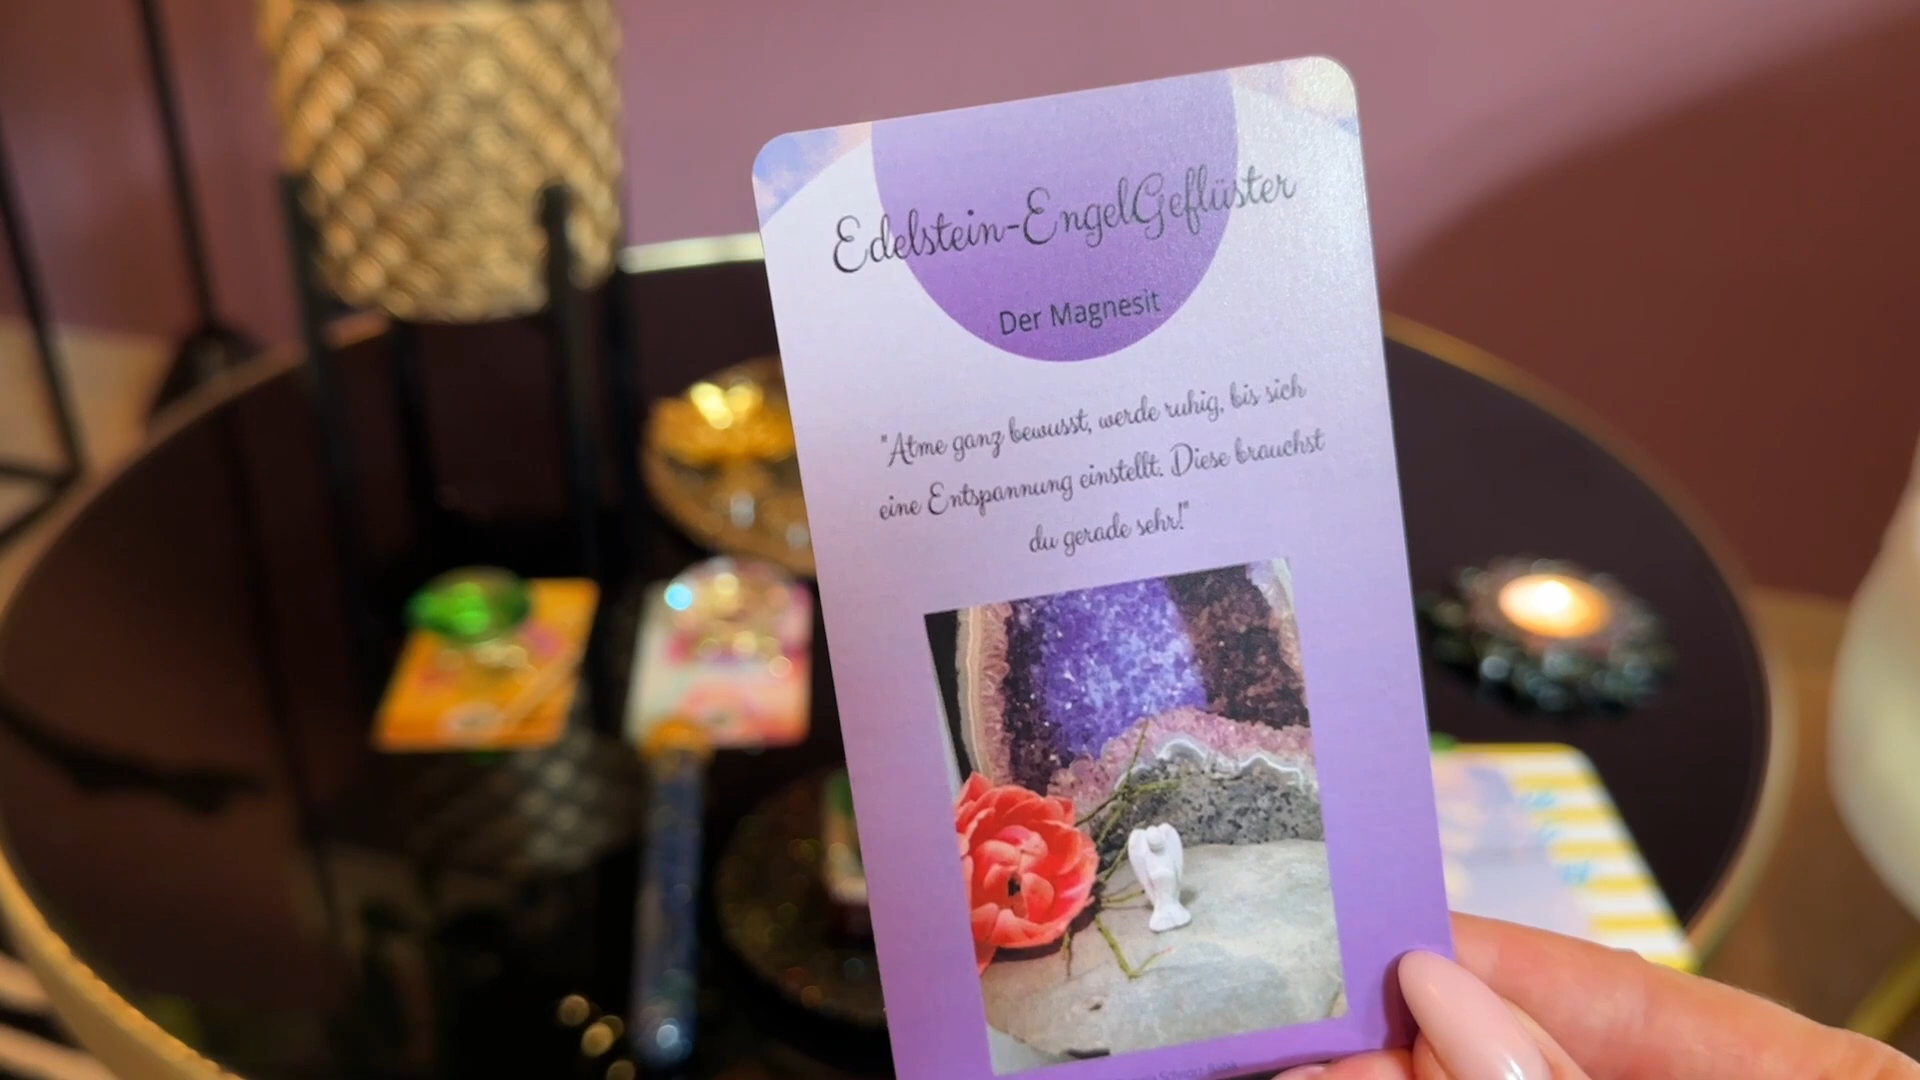 Edelstein-EngelGeflüster
Der Magnesit
"Atme ganz bewusst, werde ruhig, bis sich
eine Entspannung einstellt. Diese brauchst
du gerade sehr!"